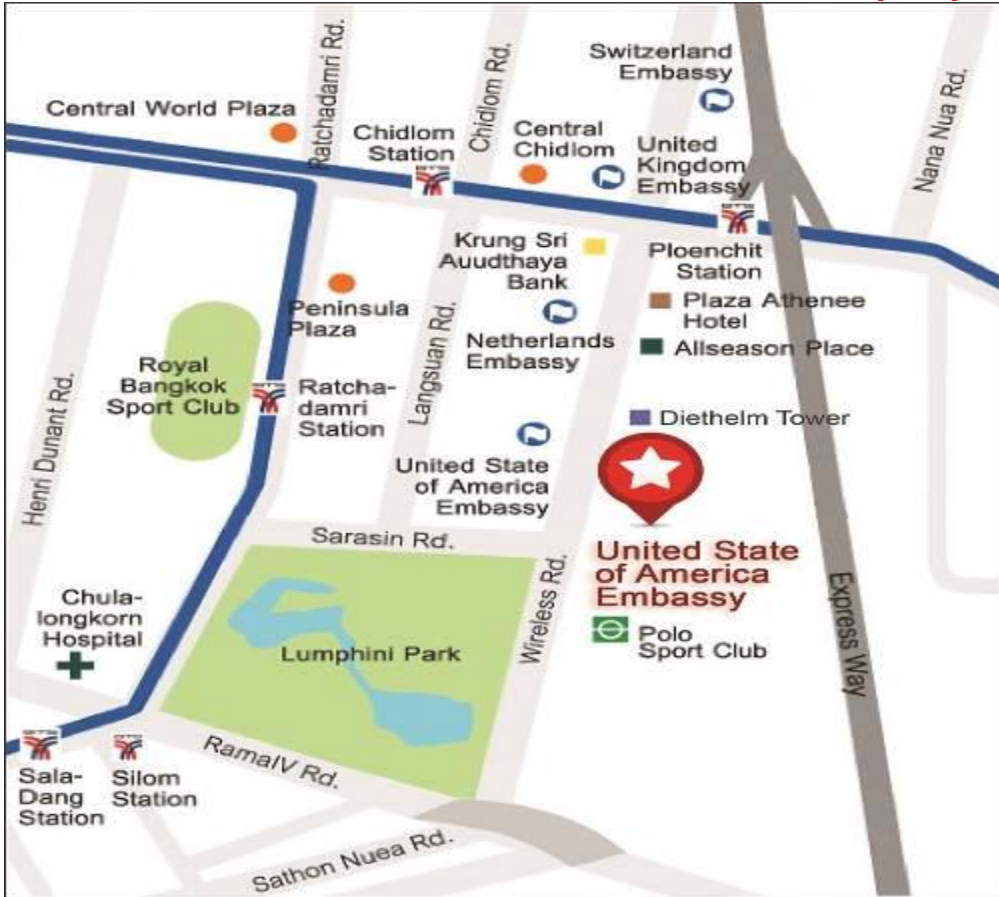 Switzerland
Embassy
Central World Plaza
Ratchadamri Rd.
Chidlom Rd.
Chidlom
Station
Central
Chidlom
United
Kingdom
Embassy
Nana Nua Rd.
Krung Sri
Auudthaya
Bank
Ploenchit
Station
Peninsula
Plaza
Plaza Athenee
Hotel
Netherlands
Embassy
Allseason Place
Royal
Bangkok
Sport Club
Ratcha-
damri
Station
Langsuan Rd.
Henri Dunant Rd.
Diethelm Tower
United State
of America
Embassy
Sarasin Rd.
United State
of America
Embassy
Wireless Rd.
Express Way
Chula-
longkorn
Hospital
Lumphini Park
Polo
Sport Club
RamaIV Rd.
Sala-
Dang
Station
Silom
Station
Sathon Nuea Rd.